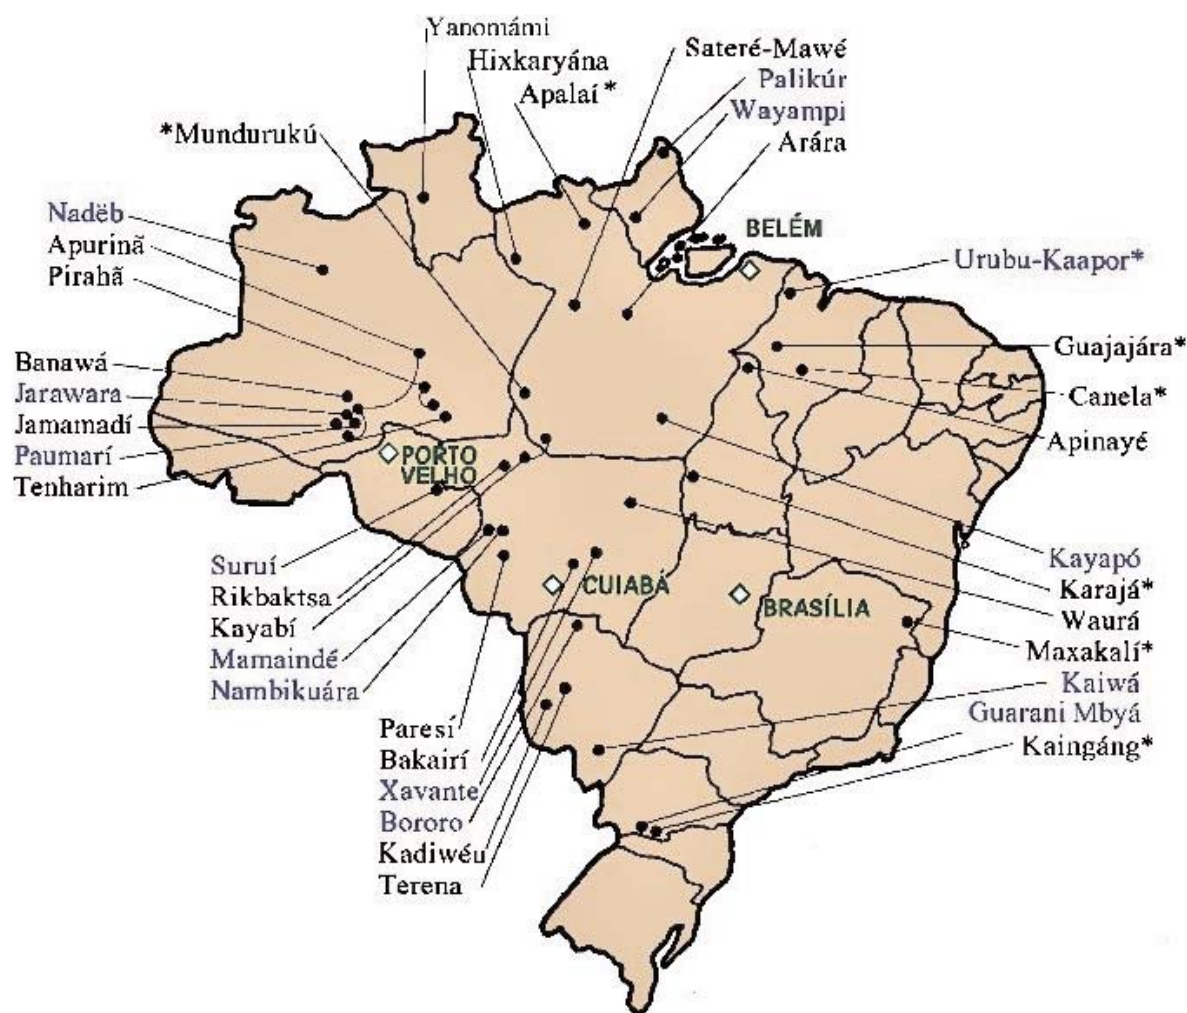 Yanomámi
Hixkaryána
Apalaí*
Sateré-Mawé
Palikúr
Wayampi
Arára
*Mundurukú
Nadëb
Apurinã
Pirahã
BELÉM
Urubu-Kaapor*
Guajajára*
Canela*
Apinayé
Banawá
Jarawara
Jamamadí
Paumarí
Tenharim
PORTO
VELHO
Suruí
Rikbaktsa
Kayabí
Mamaindé
Nambikuára
CUIABÁ
BRASÍLIA
Kayapó
Karajá*
Waurá
Maxakalí*
Kaiwá
Guarani Mbyá
Kaingáng*
Paresí
Bakairí
Xavante
Bororo
Kadiwéu
Terena